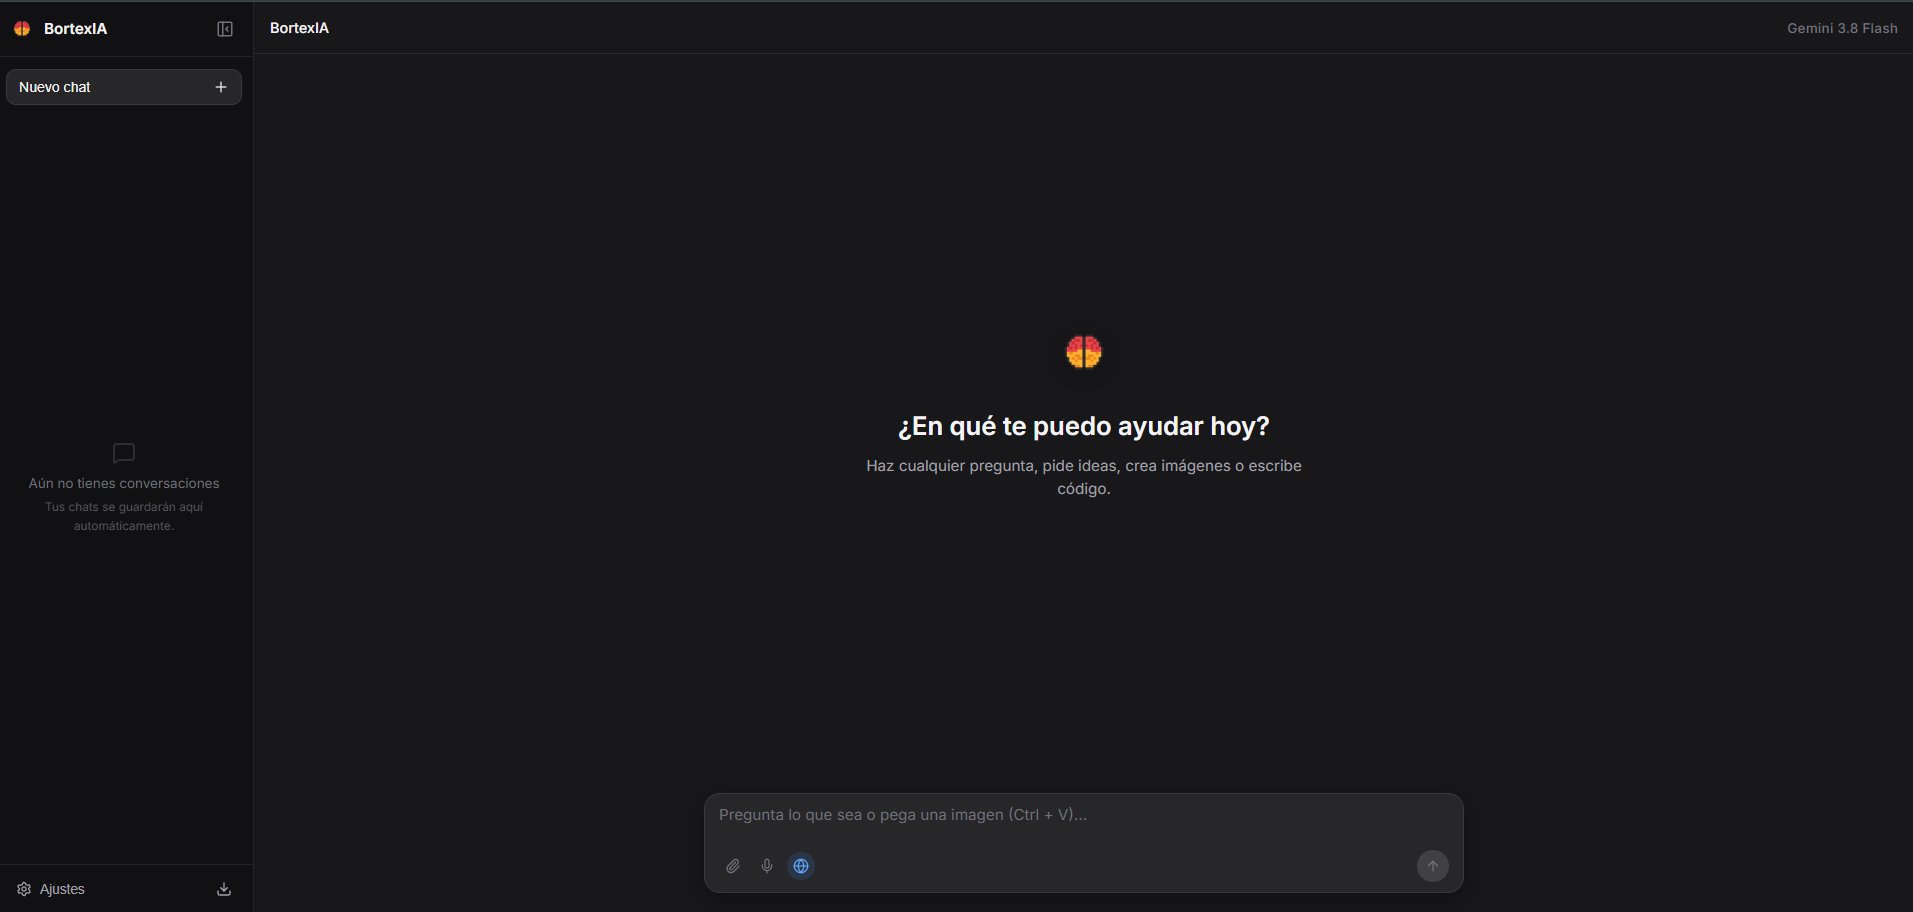 BortexIA
Nuevo chat
Aún no tienes conversaciones
Tus chats se guardarán aquí
automáticamente.
Ajustes
BortexIA
Gemini 3.8 Flash
¿En qué te puedo ayudar hoy?
Haz cualquier pregunta, pide ideas, crea imágenes o escribe
código.
Pregunta lo que sea o pega una imagen (Ctrl + V)...